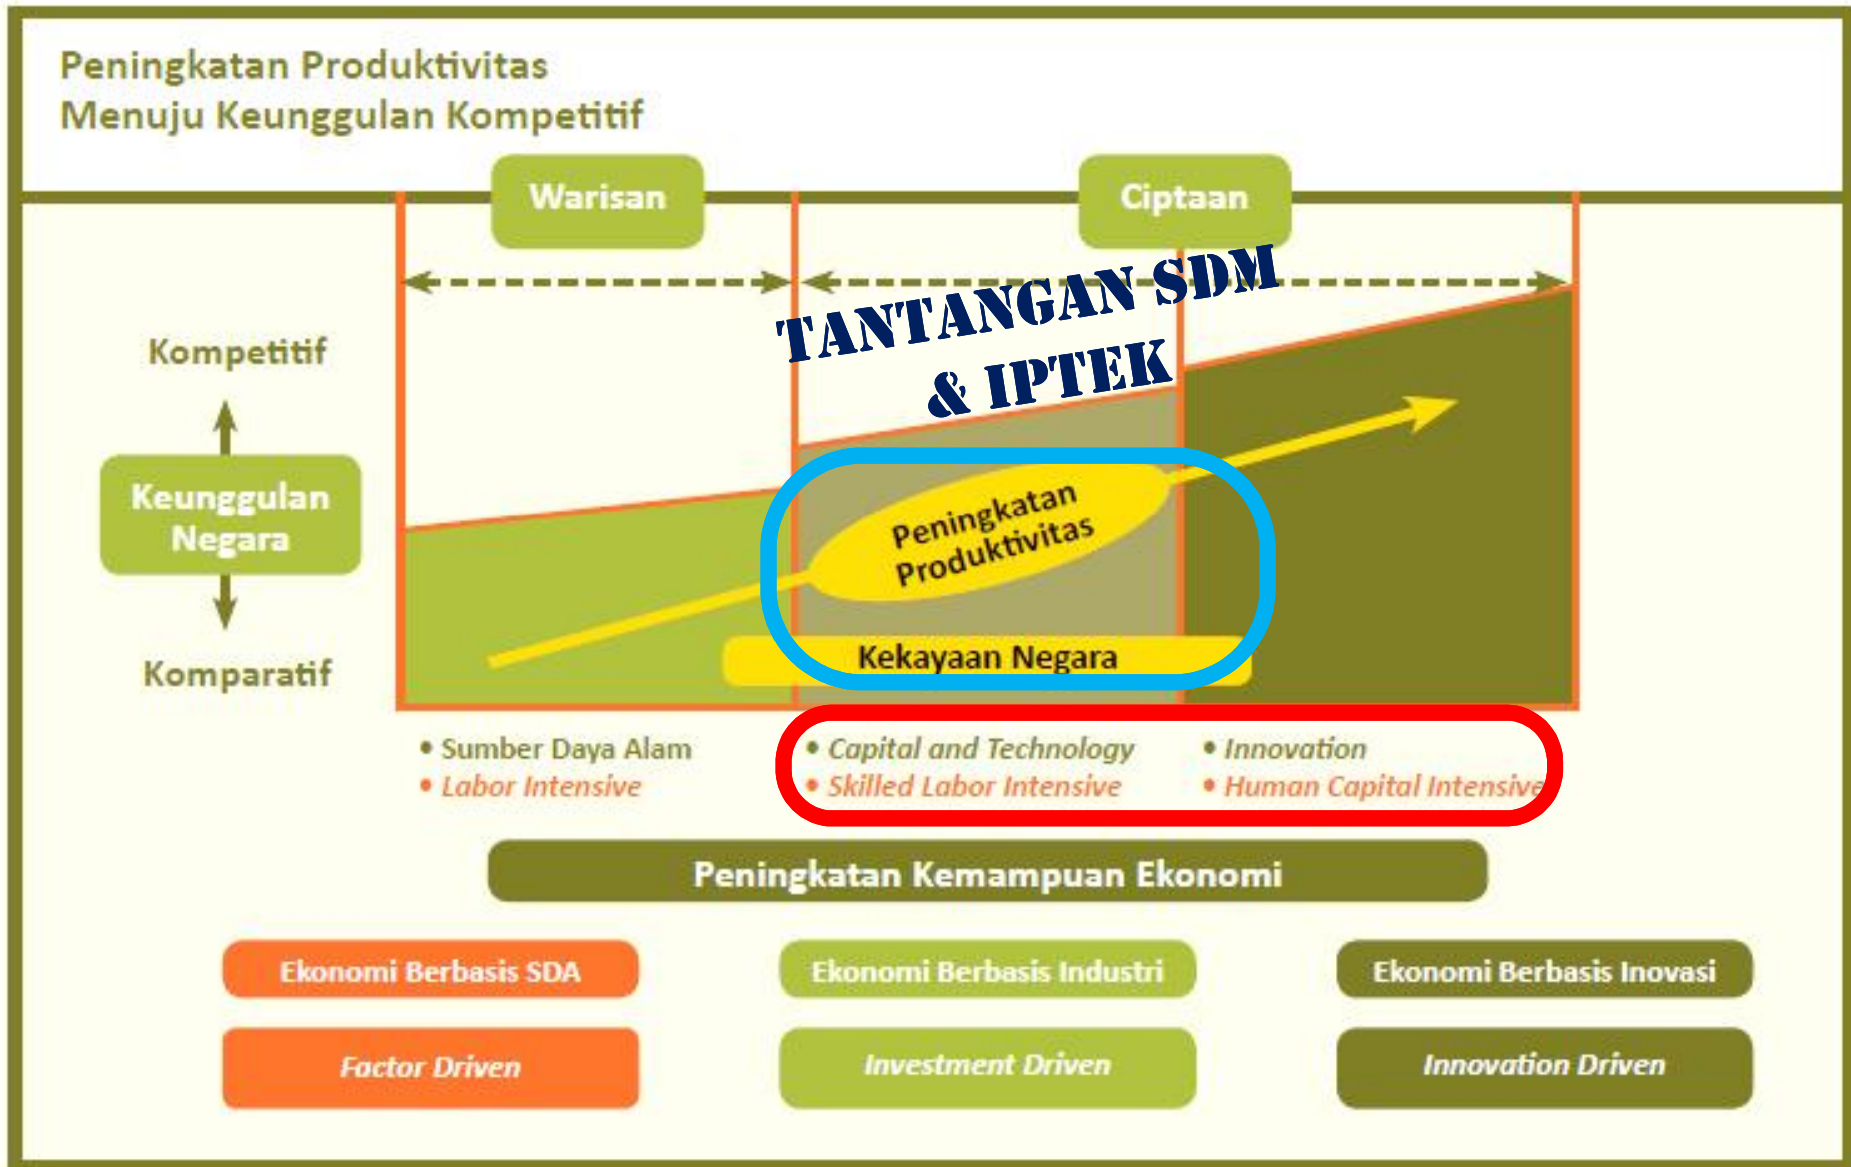 Peningkatan Produktivitas
Menuju Keunggulan Kompetitif
Warisan
Ciptaan
TANTANGAN SDM
& IPTEK
Kompetitif
Keunggulan
Negara
Komparatif
Peningkatan
Produktivitas
Kekayaan Negara
• Sumber Daya Alam
• Labor Intensive
• Capital and Technology
• Skilled Labor Intensive
• Innovation
• Human Capital Intensive
Peningkatan Kemampuan Ekonomi
Ekonomi Berbasis SDA
Ekonomi Berbasis Industri
Ekonomi Berbasis Inovasi
Factor Driven
Investment Driven
Innovation Driven